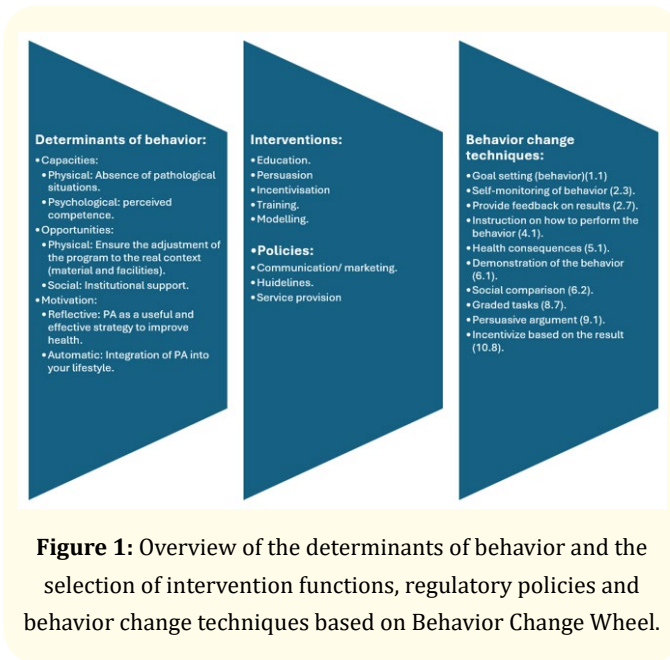 Determinants of behavior:
•Capacities:
•Physical: Absence of pathological
situations.
•Psychological: perceived
competence.
•Opportunities:
•Physical: Ensure the adjustment of
the program to the real context
(material and facilities).
•Social: Institutional support.
•Motivation:
•Reflective: PA as a useful and
effective strategy to improve
health.
•Automatic: Integration of PA into
your lifestyle.
Interventions:
•Education.
•Persuasion
•Incentivisation
•Training.
•Modelling.
•Policies:
•Communication/ marketing.
•Huidelines.
•Service provision
Behavior change
techniques:
•Goal setting (behavior)(1.1)
•Self-monitoring of behavior (2.3).
•Provide feedback on results (2.7).
•Instruction on how to perform the
behavior (4.1).
•Health consequences (5.1).
•Demonstration of the behavior
(6.1).
•Social comparison (6.2).
•Graded tasks (8.7).
•Persuasive argument (9.1).
•Incentivize based on the result
(10.8).
Figure 1: Overview of the determinants of behavior and the
selection of intervention functions, regulatory policies and
behavior change techniques based on Behavior Change Wheel.